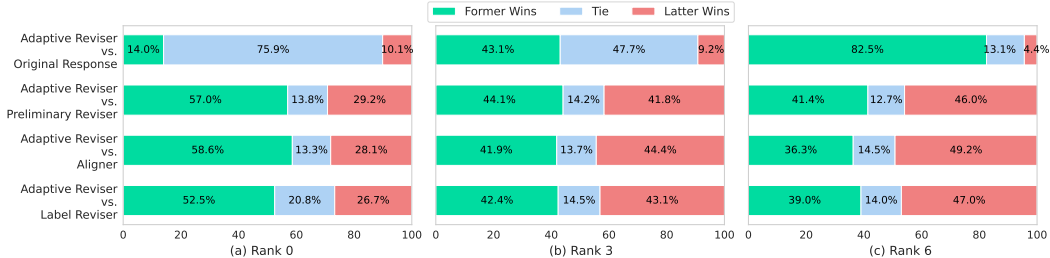 Former Wins Tie Latter Wins
Adaptive Reviser
vs.
Original Response
14.0% 75.9% 10.1%
43.1% 47.7% 9.2%
82.5% 13.1% 4.4%
Adaptive Reviser
vs.
Preliminary Reviser
57.0% 13.8% 29.2%
44.1% 14.2% 41.8%
41.4% 12.7% 46.0%
Adaptive Reviser
vs.
Aligner
58.6% 13.3% 28.1%
41.9% 13.7% 44.4%
36.3% 14.5% 49.2%
Adaptive Reviser
vs.
Label Reviser
52.5% 20.8% 26.7%
42.4% 14.5% 43.1%
39.0% 14.0% 47.0%
0 20 40 60 80 100
0 20 40 60 80 100
0 20 40 60 80 100
(a) Rank 0
(b) Rank 3
(c) Rank 6